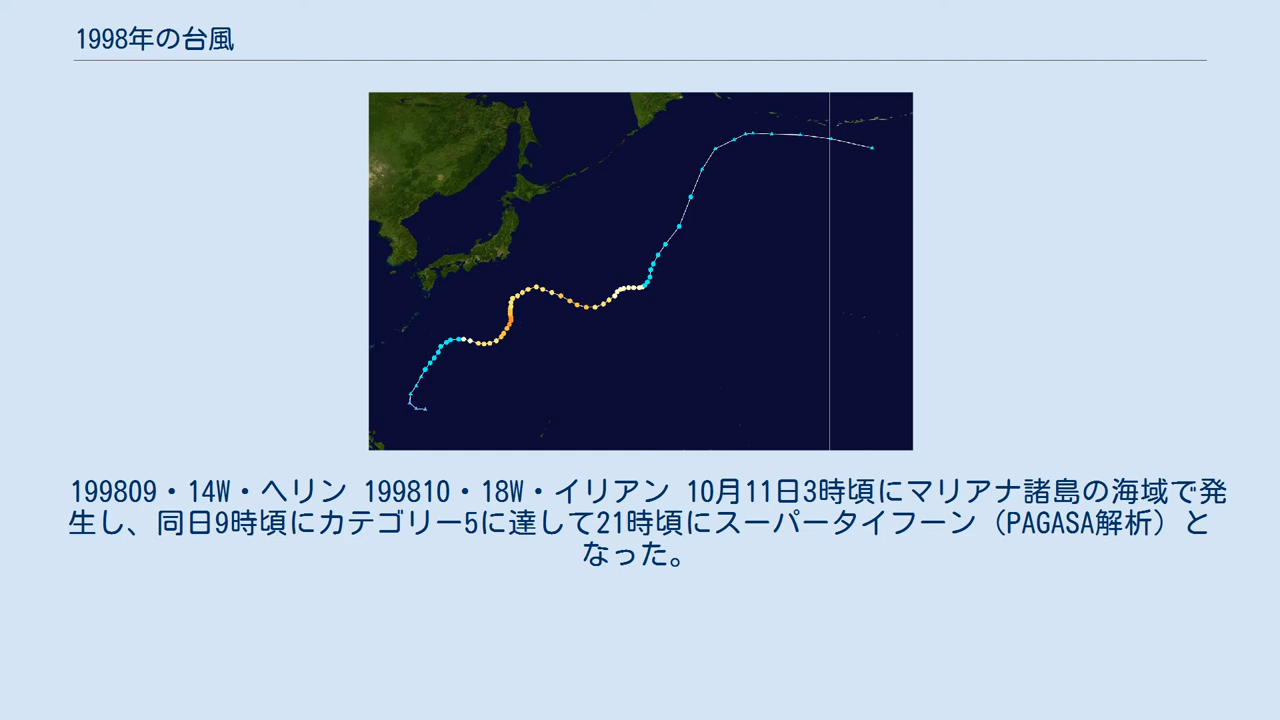 1998年の台風
199809・14W・ヘリン 199810・18W・イリアン 10月11日3時頃にマリアナ諸島の海域で発
生し、同日9時頃にカテゴリー5に達して21時頃にスーパータイフーン（PAGASA解析）と
なった。